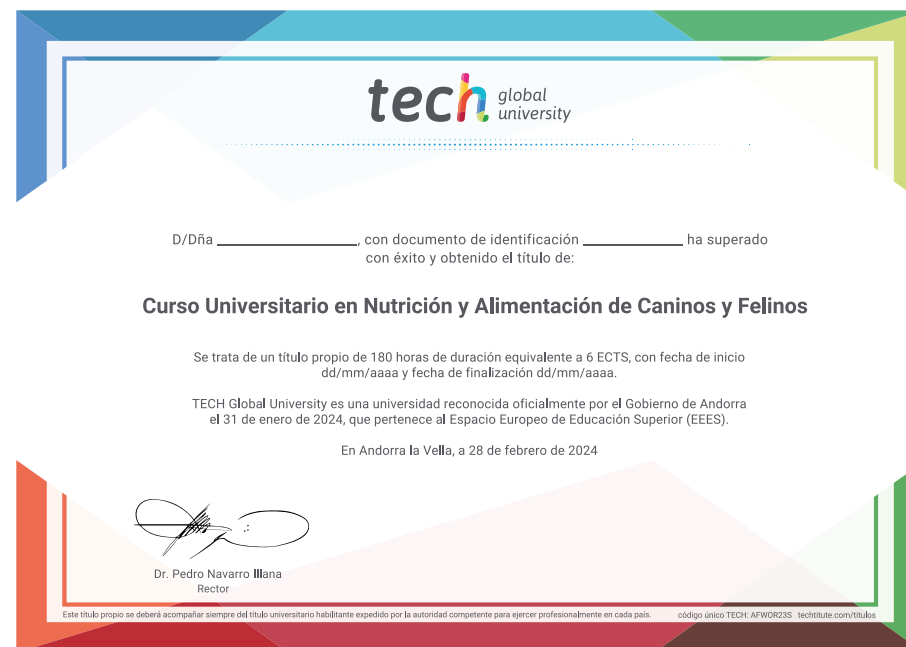 tech global university
D/Dña ____________________, con documento de identificación ______________ ha superado
con éxito y obtenido el título de:
Curso Universitario en Nutrición y Alimentación de Caninos y Felinos
Se trata de un título propio de 180 horas de duración equivalente a 6 ECTS, con fecha de inicio
dd/mm/aaaa y fecha de finalización dd/mm/aaaa.
TECH Global University es una universidad reconocida oficialmente por el Gobierno de Andorra
el 31 de enero de 2024, que pertenece al Espacio Europeo de Educación Superior (EEES).
En Andorra la Vella, a 28 de febrero de 2024
Dr. Pedro Navarro Illana
Rector
Este título propio se deberá acompañar siempre del título universitario habilitante expedido por la autoridad competente para ejercer profesionalmente en cada país. código único TECH: AFWOR23S techtitute.com/titulos